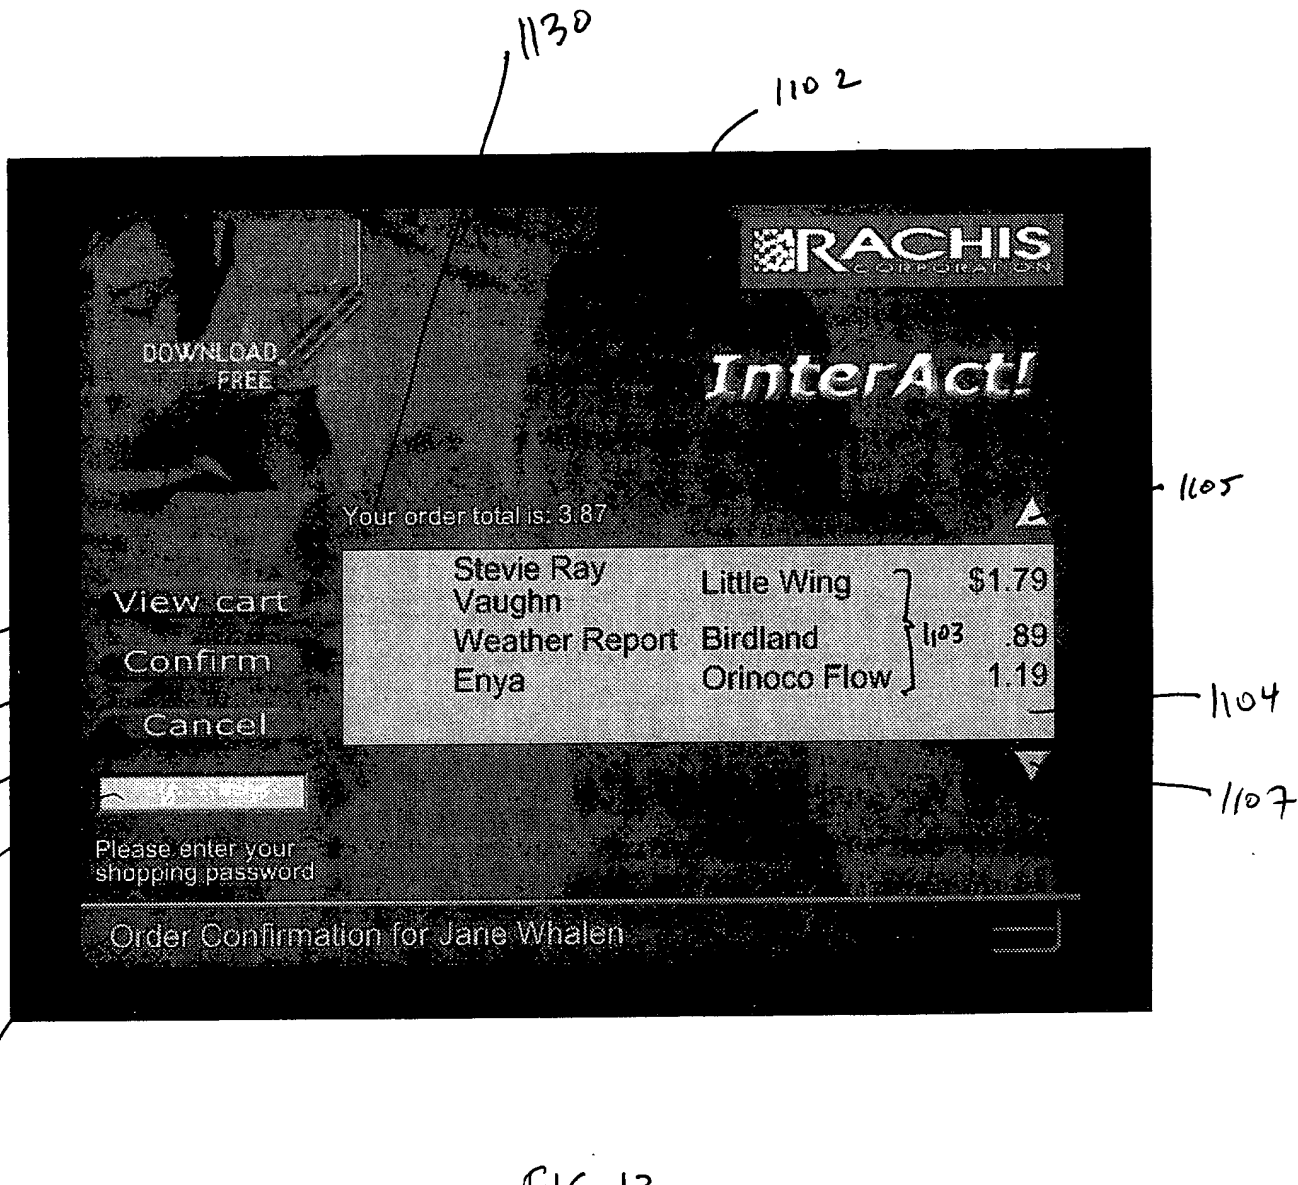 1130
1102
RACHIS
CORPORATION
DOWNLOAD
FREE
InterAct!
1105
Your order total is: 3.87
Stevie Ray Vaughn Little Wing $1.79
Weather Report Birdland 1103 .89
Enya Orinoco Flow 1.19
1104
View cart
Confirm
Cancel
1107
Please enter your
shopping password
Order Confirmation for Jane Whalen